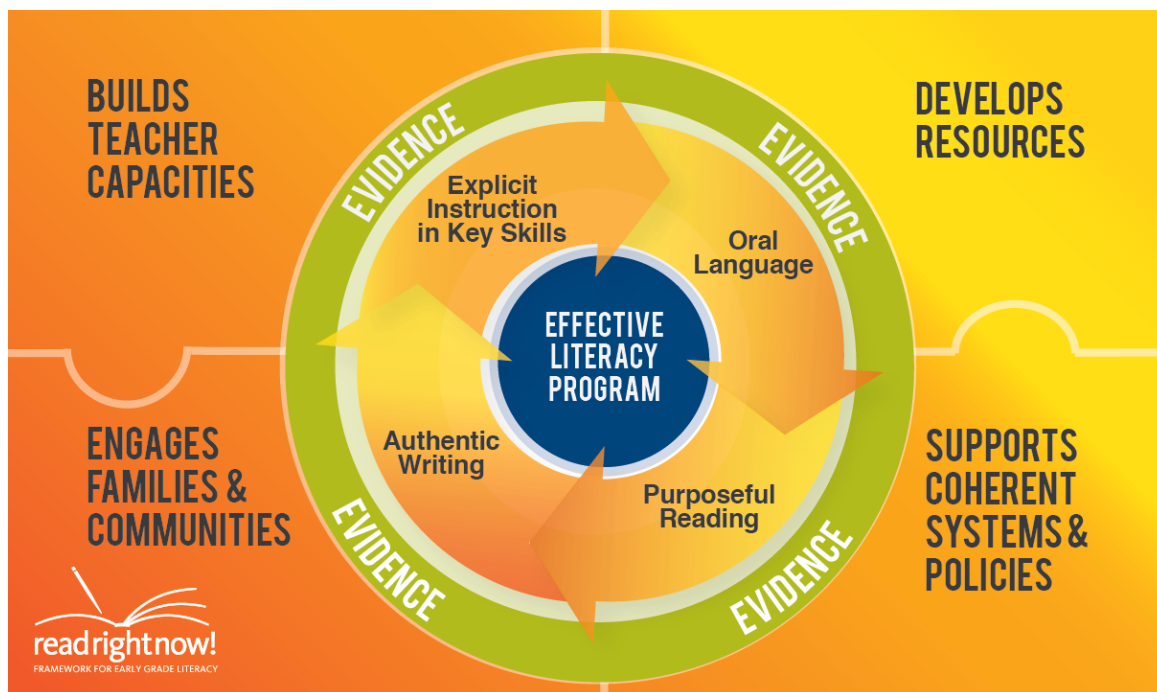 BUILDS
TEACHER
CAPACITIES
DEVELOPS
RESOURCES
EVIDENCE
EVIDENCE
Explicit
Instruction
in Key Skills
Oral
Language
EFFECTIVE
LITERACY
PROGRAM
Authentic
Writing
Purposeful
Reading
EVIDENCE
EVIDENCE
ENGAGES
FAMILIES &
COMMUNITIES
SUPPORTS
COHERENT
SYSTEMS &
POLICIES
readrightnow!
FRAMEWORK FOR EARLY GRADE LITERACY